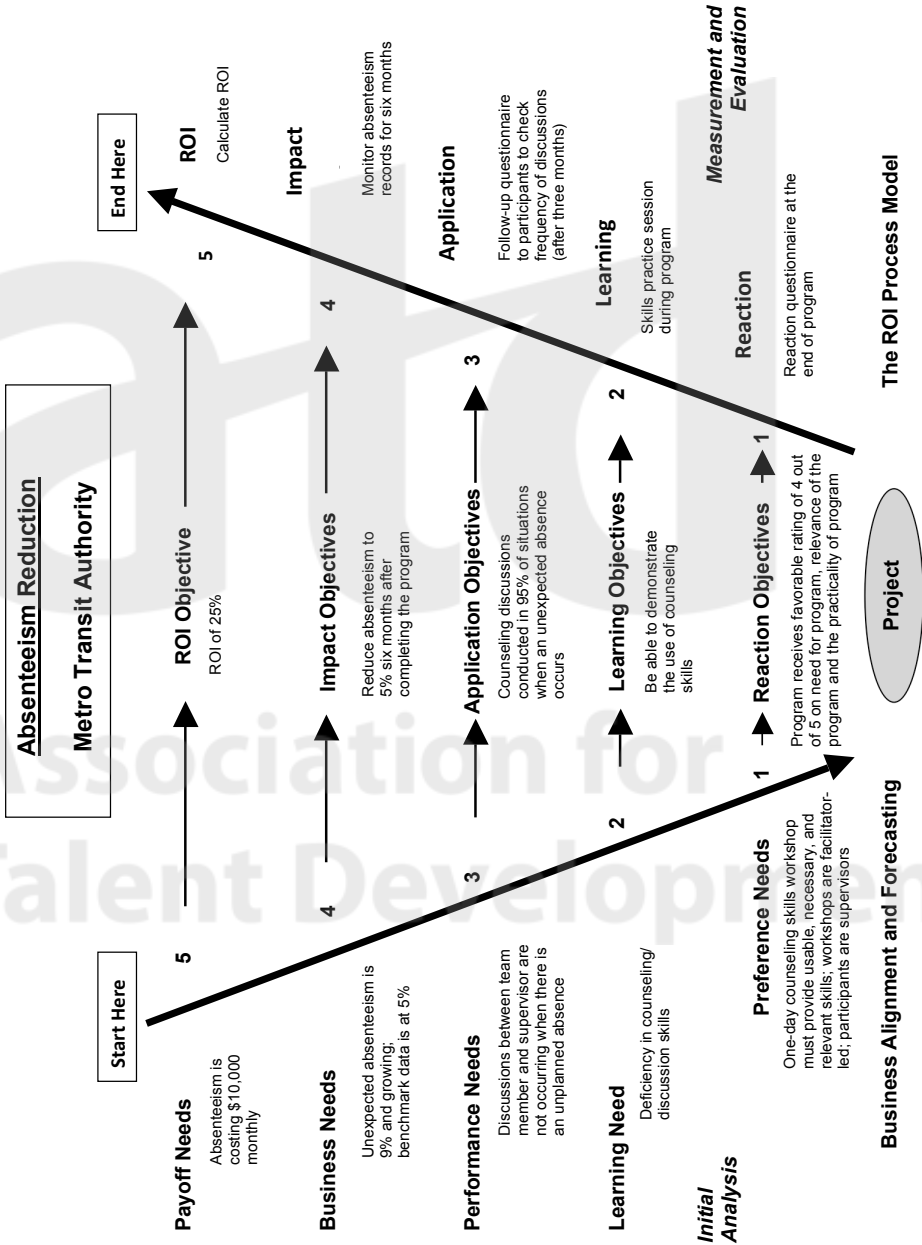 Absenteeism Reduction
Metro Transit Authority
Start Here
End Here
Payoff Needs
Absenteeism is
costing $10,000
monthly
5
ROI Objective
ROI of 25%
5
ROI
Calculate ROI
Business Needs
Unexpected absenteeism is
9% and growing;
benchmark data is at 5%
4
Impact Objectives
Reduce absenteeism to
5% six months after
completing the program
4
Impact
Monitor absenteeism
records for six months
Performance Needs
Discussions between team
member and supervisor are
not occurring when there is
an unplanned absence
3
Application Objectives
Counseling discussions
conducted in 95% of situations
when an unexpected absence
occurs
3
Application
Follow-up questionnaire
to participants to check
frequency of discussions
(after three months)
Learning Need
Deficiency in counseling/
discussion skills
2
Learning Objectives
Be able to demonstrate
the use of counseling
skills
2
Learning
Skills practice session
during program
Initial
Analysis
Preference Needs
One-day counseling skills workshop
must provide usable, necessary, and
relevant skills; workshops are facilitator-
led; participants are supervisors
1
Reaction Objectives
Program receives favorable rating of 4 out
of 5 on need for program, relevance of the
program and the practicality of program
1
Reaction
Reaction questionnaire at the
end of program
Measurement and
Evaluation
Business Alignment and Forecasting
Project
The ROI Process Model
atd
Association for
Talent Development